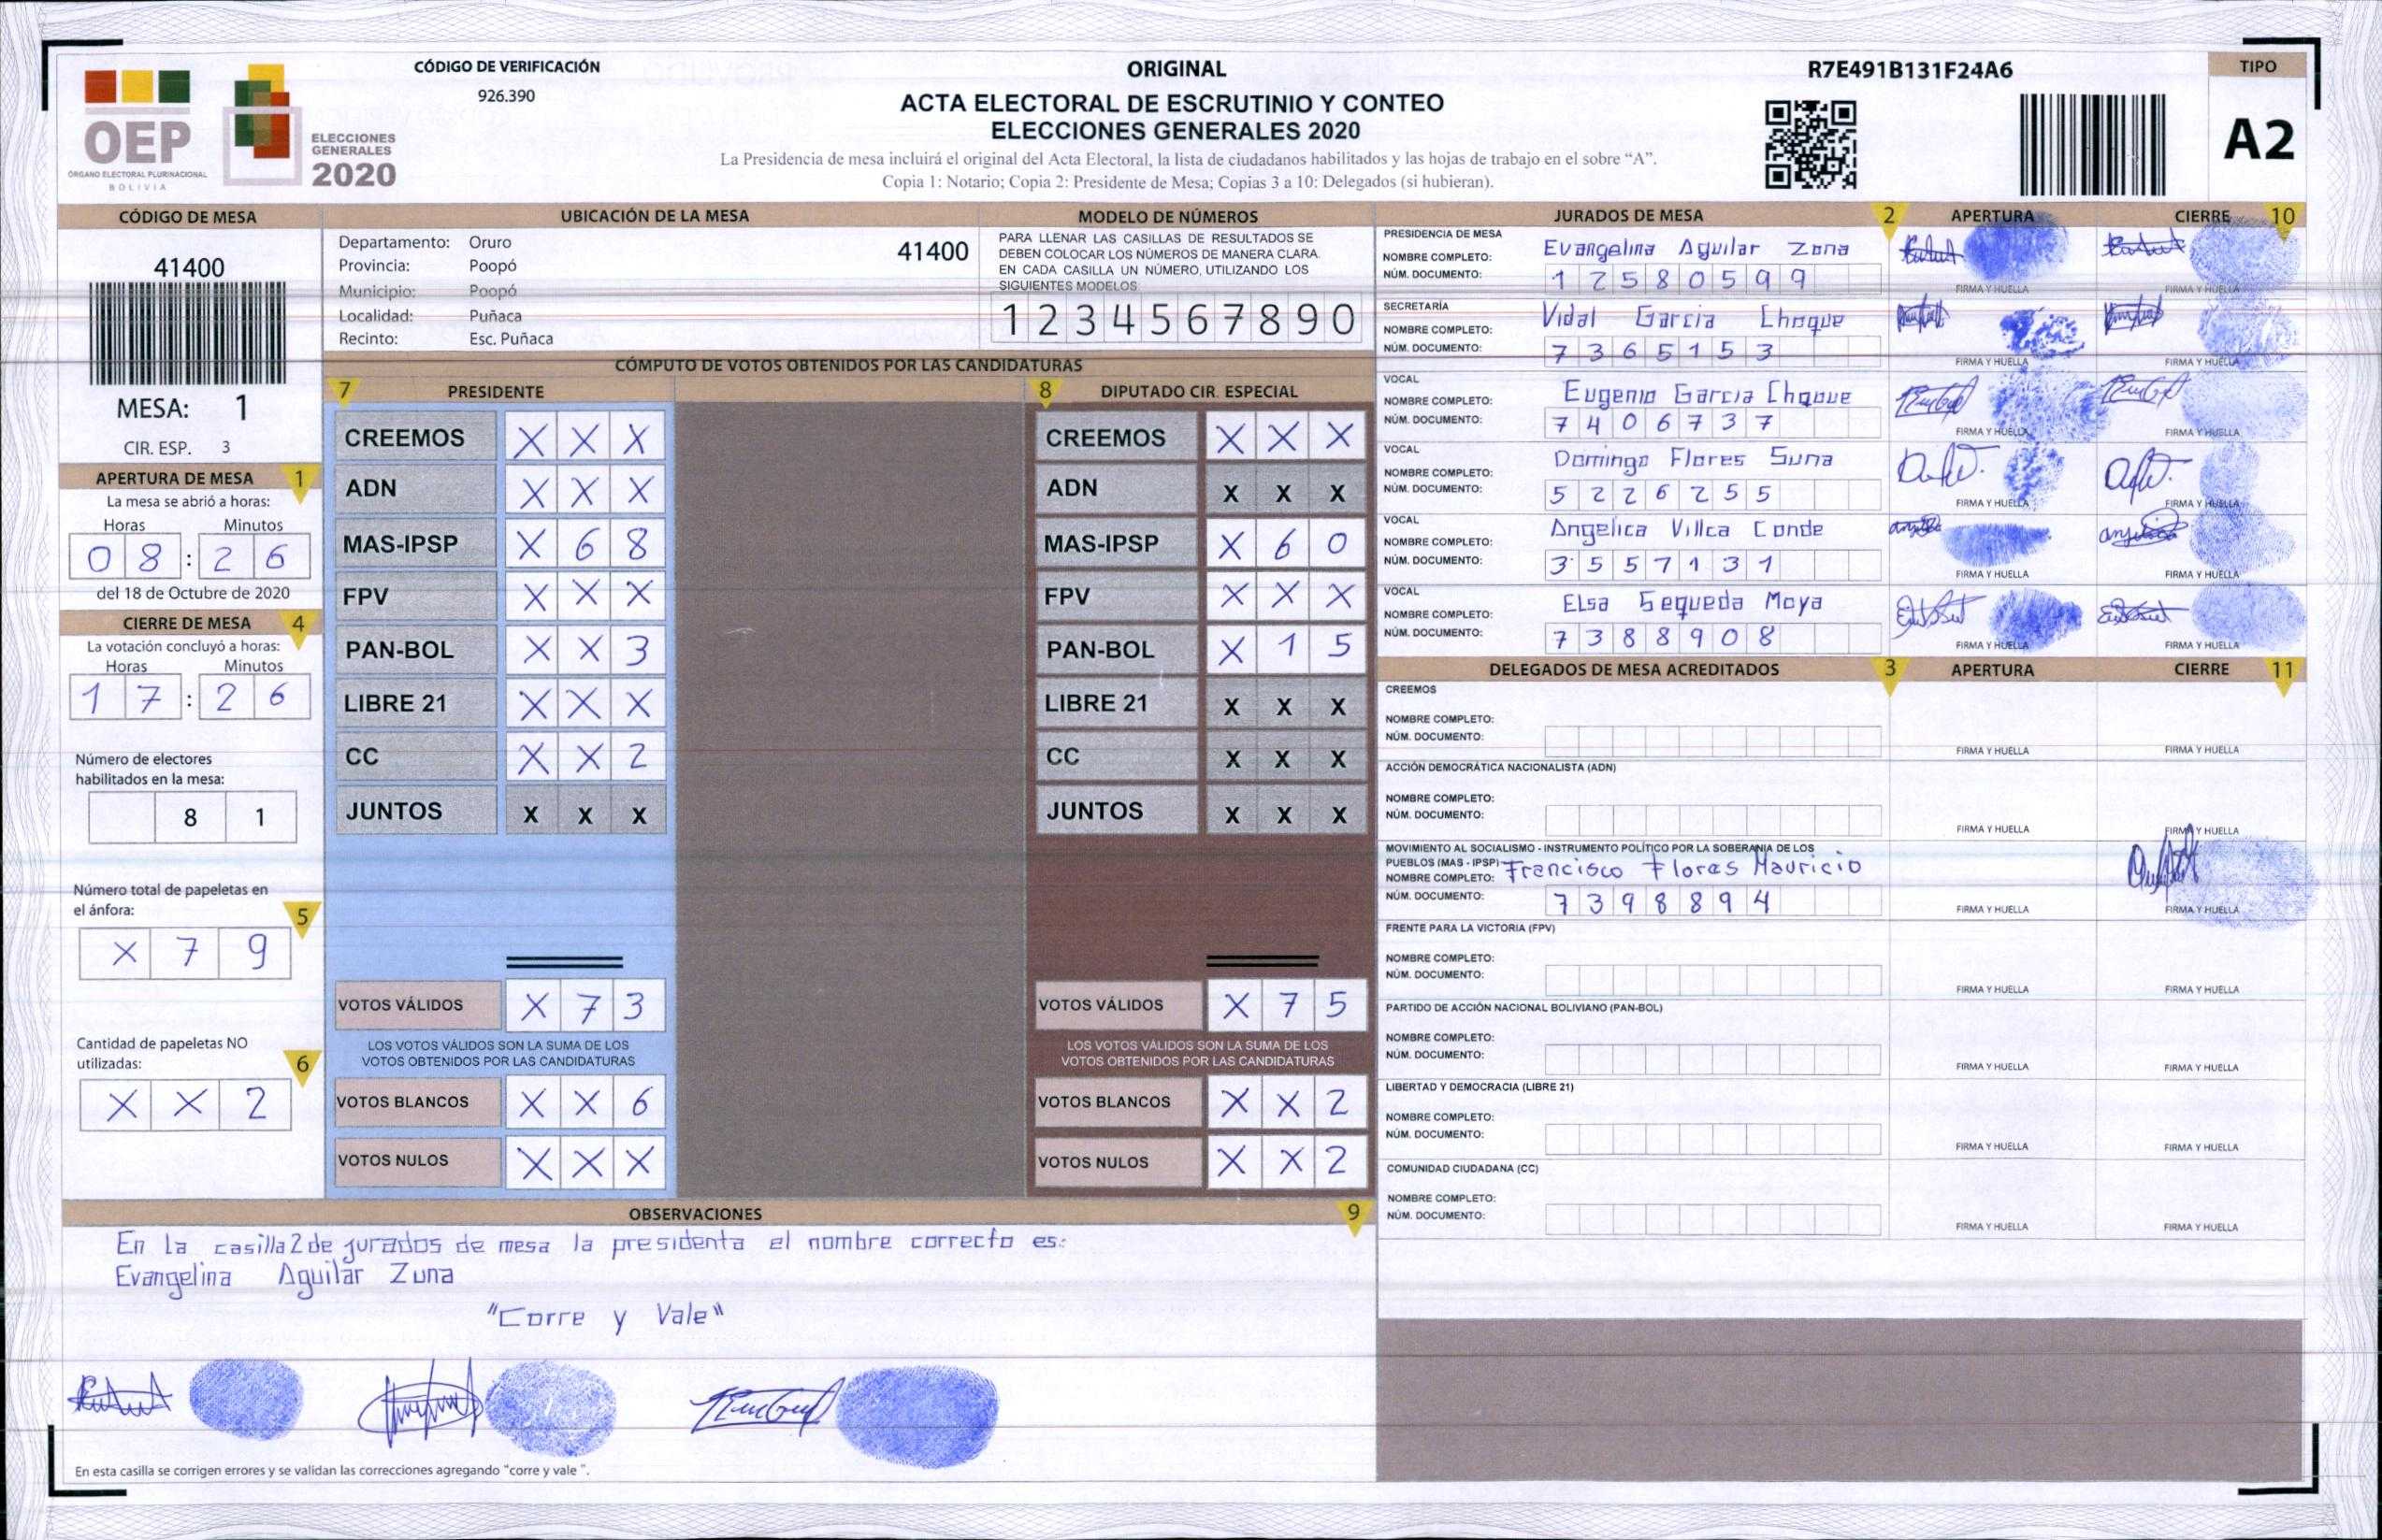 CÓDIGO DE VERIFICACIÓN
926.390
ORIGINAL
ACTA ELECTORAL DE ESCRUTINIO Y CONTEO
ELECCIONES GENERALES 2020
La Presidencia de mesa incluirá el original del Acta Electoral, la lista de ciudadanos habilitados y las hojas de trabajo en el sobre “A”.
Copia 1: Notario; Copia 2: Presidente de Mesa; Copias 3 a 10: Delegados (si hubieran).
R7E491B131F24A6
TIPO
A2
OEP
ÓRGANO ELECTORAL PLURINACIONAL
BOLIVIA
ELECCIONES
GENERALES
2020
CÓDIGO DE MESA
41400
MESA: 1
CIR. ESP. 3
APERTURA DE MESA 1
La mesa se abrió a horas:
Horas Minutos
0 8 : 2 6
del 18 de Octubre de 2020
CIERRE DE MESA 4
La votación concluyó a horas:
Horas Minutos
1 7 : 2 6
Número de electores
habilitados en la mesa:
8 1
Número total de papeletas en
el ánfora: 5
X 7 9
Cantidad de papeletas NO
utilizadas: 6
X X 2
UBICACIÓN DE LA MESA
Departamento: Oruro 41400
Provincia: Poopó
Municipio: Poopó
Localidad: Puñaca
Recinto: Esc. Puñaca
MODELO DE NÚMEROS
PARA LLENAR LAS CASILLAS DE RESULTADOS SE
DEBEN COLOCAR LOS NÚMEROS DE MANERA CLARA.
EN CADA CASILLA UN NÚMERO, UTILIZANDO LOS
SIGUIENTES MODELOS
1 2 3 4 5 6 7 8 9 0
CÓMPUTO DE VOTOS OBTENIDOS POR LAS CANDIDATURAS
7 PRESIDENTE
CREEMOS X X X
ADN X X X
MAS-IPSP X 6 8
FPV X X X
PAN-BOL X X 3
LIBRE 21 X X X
CC X X 2
JUNTOS X X X
VOTOS VÁLIDOS X 7 3
LOS VOTOS VÁLIDOS SON LA SUMA DE LOS
VOTOS OBTENIDOS POR LAS CANDIDATURAS
VOTOS BLANCOS X X 6
VOTOS NULOS X X X
8 DIPUTADO CIR. ESPECIAL
CREEMOS X X X
ADN X X X
MAS-IPSP X 6 0
FPV X X X
PAN-BOL X 1 5
LIBRE 21 X X X
CC X X X
JUNTOS X X X
VOTOS VÁLIDOS X 7 5
LOS VOTOS VÁLIDOS SON LA SUMA DE LOS
VOTOS OBTENIDOS POR LAS CANDIDATURAS
VOTOS BLANCOS X X 2
VOTOS NULOS X X 2
OBSERVACIONES 9
En la casilla 2 de jurados de mesa la presidenta el nombre correcto es:
Evangelina Aguilar Zuna
"Corre y Vale"
En esta casilla se corrigen errores y se validan las correcciones agregando "corre y vale ".
JURADOS DE MESA 2 APERTURA CIERRE 10
PRESIDENCIA DE MESA
NOMBRE COMPLETO: Evangelina Aguilar Zona
NÚM. DOCUMENTO: 1 2 5 8 0 5 9 9
FIRMA Y HUELLA FIRMA Y HUELLA
SECRETARÍA
NOMBRE COMPLETO: Vidal Garcia Choque
NÚM. DOCUMENTO: 7 3 6 5 1 5 3
FIRMA Y HUELLA FIRMA Y HUELLA
VOCAL
NOMBRE COMPLETO: Eugenio Garcia Chqoue
NÚM. DOCUMENTO: 7 4 0 6 7 3 7
FIRMA Y HUELLA FIRMA Y HUELLA
VOCAL
NOMBRE COMPLETO: Domingo Flores Suna
NÚM. DOCUMENTO: 5 2 2 6 2 5 5
FIRMA Y HUELLA FIRMA Y HUELLA
VOCAL
NOMBRE COMPLETO: Angelica Villca Conde
NÚM. DOCUMENTO: 3 5 5 7 1 3 1
FIRMA Y HUELLA FIRMA Y HUELLA
VOCAL
NOMBRE COMPLETO: Elsa Sequeda Moya
NÚM. DOCUMENTO: 7 3 8 8 9 0 8
FIRMA Y HUELLA FIRMA Y HUELLA
DELEGADOS DE MESA ACREDITADOS 3 APERTURA CIERRE 11
CREEMOS
NOMBRE COMPLETO:
NÚM. DOCUMENTO:
FIRMA Y HUELLA FIRMA Y HUELLA
ACCIÓN DEMOCRÁTICA NACIONALISTA (ADN)
NOMBRE COMPLETO:
NÚM. DOCUMENTO:
FIRMA Y HUELLA FIRMA Y HUELLA
MOVIMIENTO AL SOCIALISMO - INSTRUMENTO POLÍTICO POR LA SOBERANIA DE LOS
PUEBLOS (MAS - IPSP)
NOMBRE COMPLETO: Francisco Flores Mauricio
NÚM. DOCUMENTO: 7 3 9 8 8 9 4
FIRMA Y HUELLA FIRMA Y HUELLA
FRENTE PARA LA VICTORIA (FPV)
NOMBRE COMPLETO:
NÚM. DOCUMENTO:
FIRMA Y HUELLA FIRMA Y HUELLA
PARTIDO DE ACCIÓN NACIONAL BOLIVIANO (PAN-BOL)
NOMBRE COMPLETO:
NÚM. DOCUMENTO:
FIRMA Y HUELLA FIRMA Y HUELLA
LIBERTAD Y DEMOCRACIA (LIBRE 21)
NOMBRE COMPLETO:
NÚM. DOCUMENTO:
FIRMA Y HUELLA FIRMA Y HUELLA
COMUNIDAD CIUDADANA (CC)
NOMBRE COMPLETO:
NÚM. DOCUMENTO:
FIRMA Y HUELLA FIRMA Y HUELLA